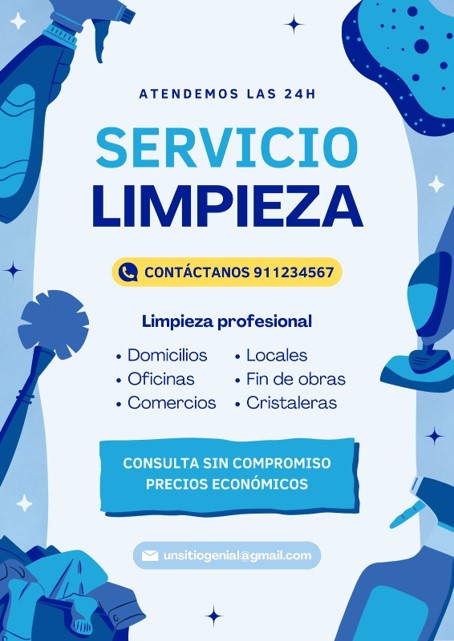 ATENDEMOS LAS 24H
SERVICIO
LIMPIEZA
CONTÁCTANOS 911234567
Limpieza profesional
• Domicilios
• Oficinas
• Comercios
• Locales
• Fin de obras
• Cristaleras
CONSULTA SIN COMPROMISO
PRECIOS ECONÓMICOS
unsitiogenial@gmail.com